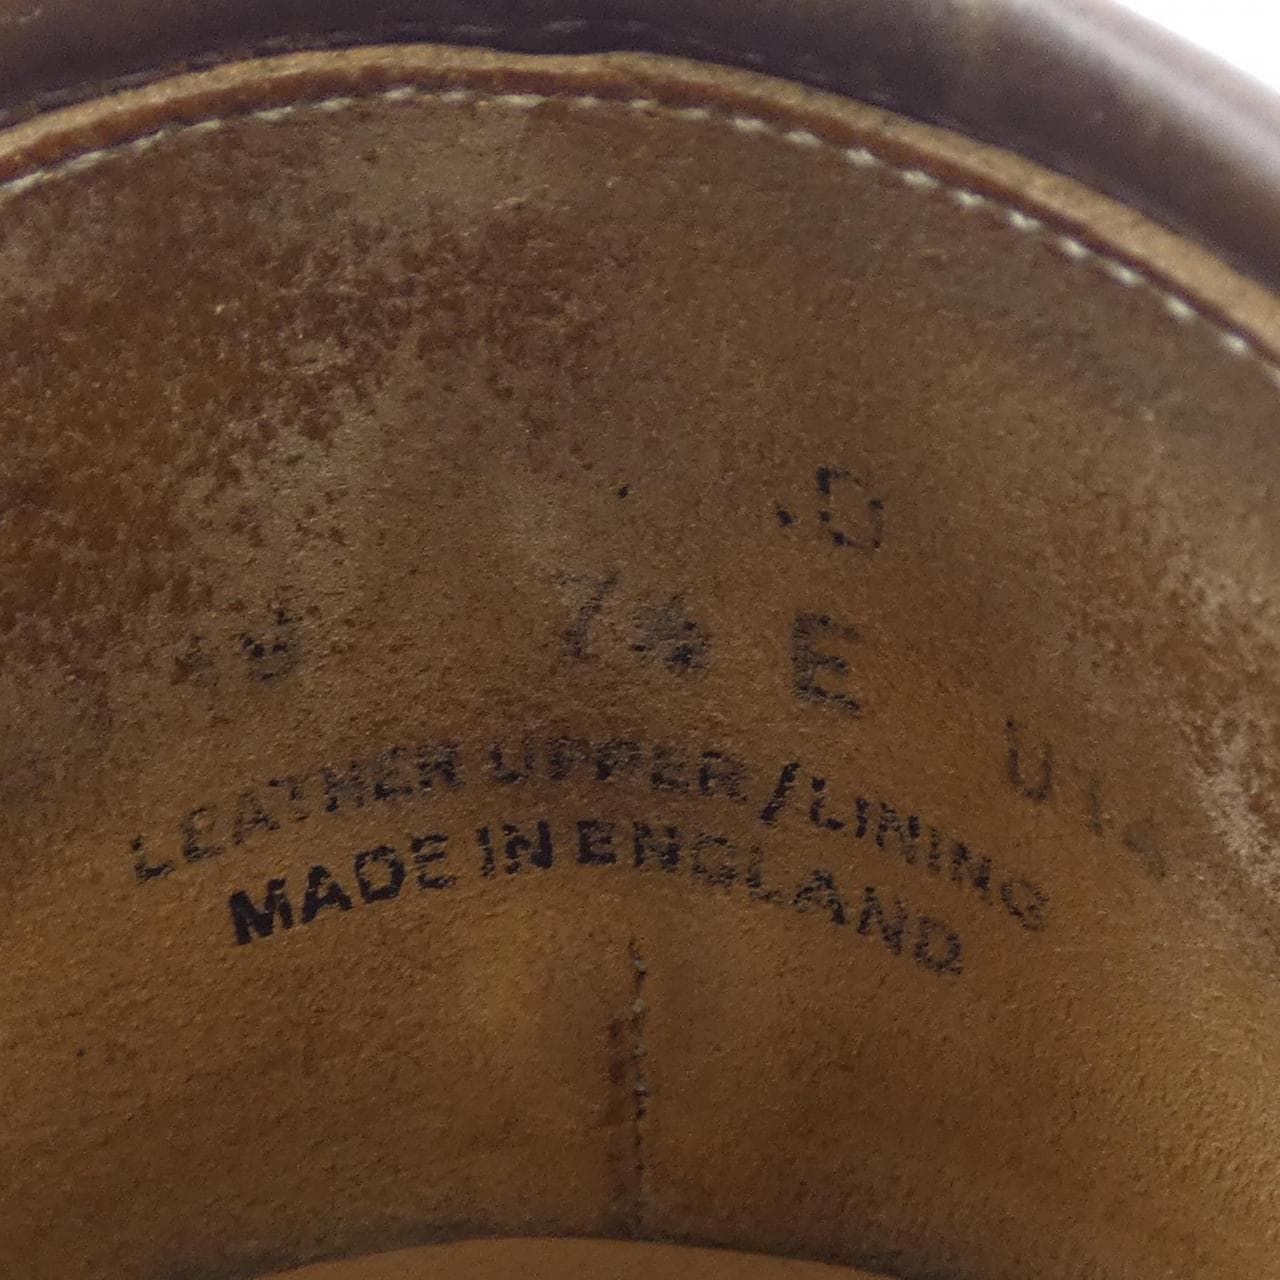 D
7½ E
LEATHER UPPER/LINING
MADE IN ENGLAND